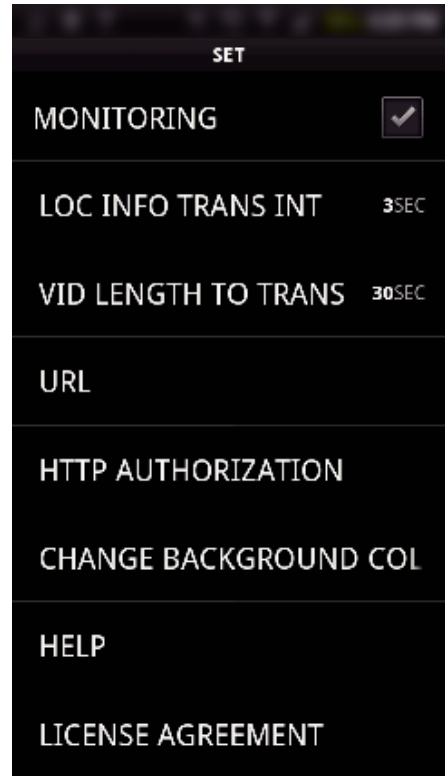 SET
MONITORING
LOC INFO TRANS INT 3SEC
VID LENGTH TO TRANS 30SEC
URL
HTTP AUTHORIZATION
CHANGE BACKGROUND COL
HELP
LICENSE AGREEMENT